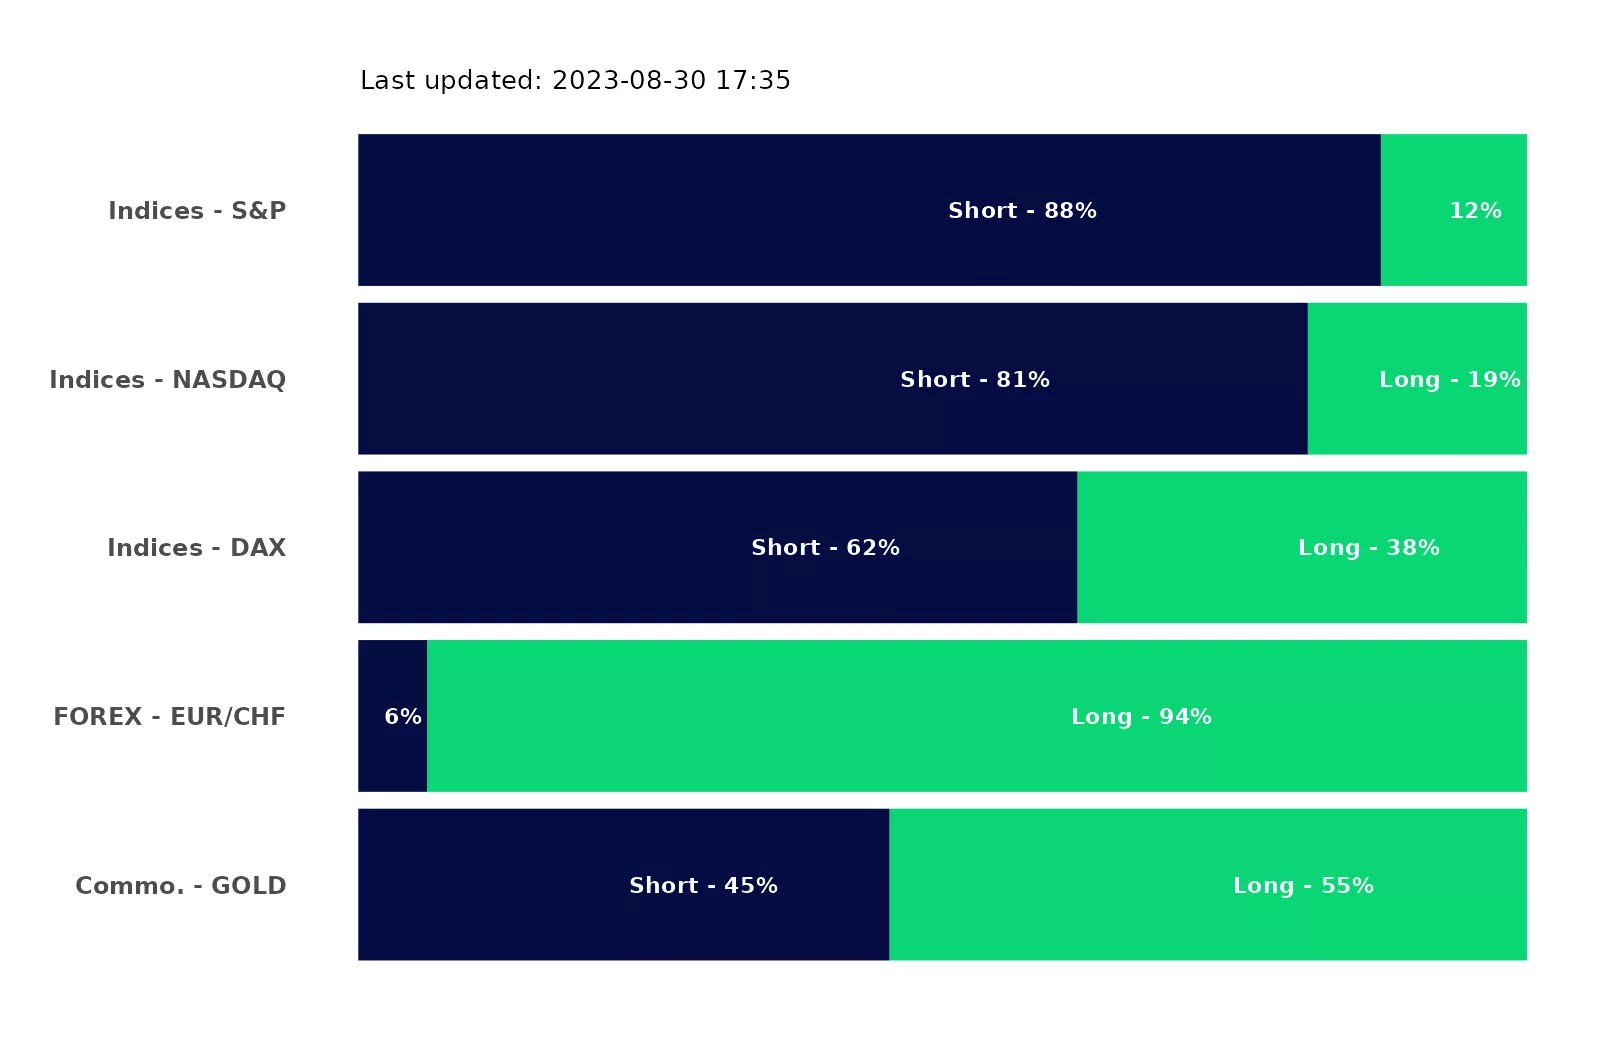 Last updated: 2023-08-30 17:35
Indices - S&P
Short - 88%
12%
Indices - NASDAQ
Short - 81%
Long - 19%
Indices - DAX
Short - 62%
Long - 38%
FOREX - EUR/CHF
6%
Long - 94%
Commo. - GOLD
Short - 45%
Long - 55%